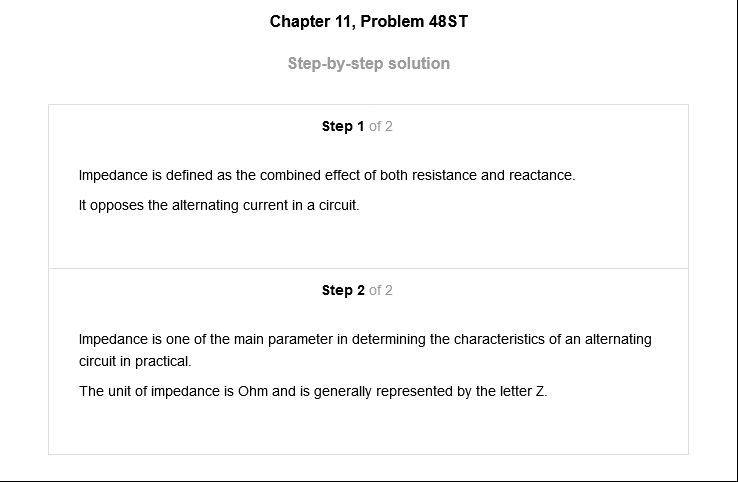 Chapter 11, Problem 48ST
Step-by-step solution
Step 1 of 2
Impedance is defined as the combined effect of both resistance and reactance.
It opposes the alternating current in a circuit.
Step 2 of 2
Impedance is one of the main parameter in determining the characteristics of an alternating
circuit in practical.
The unit of impedance is Ohm and is generally represented by the letter Z.